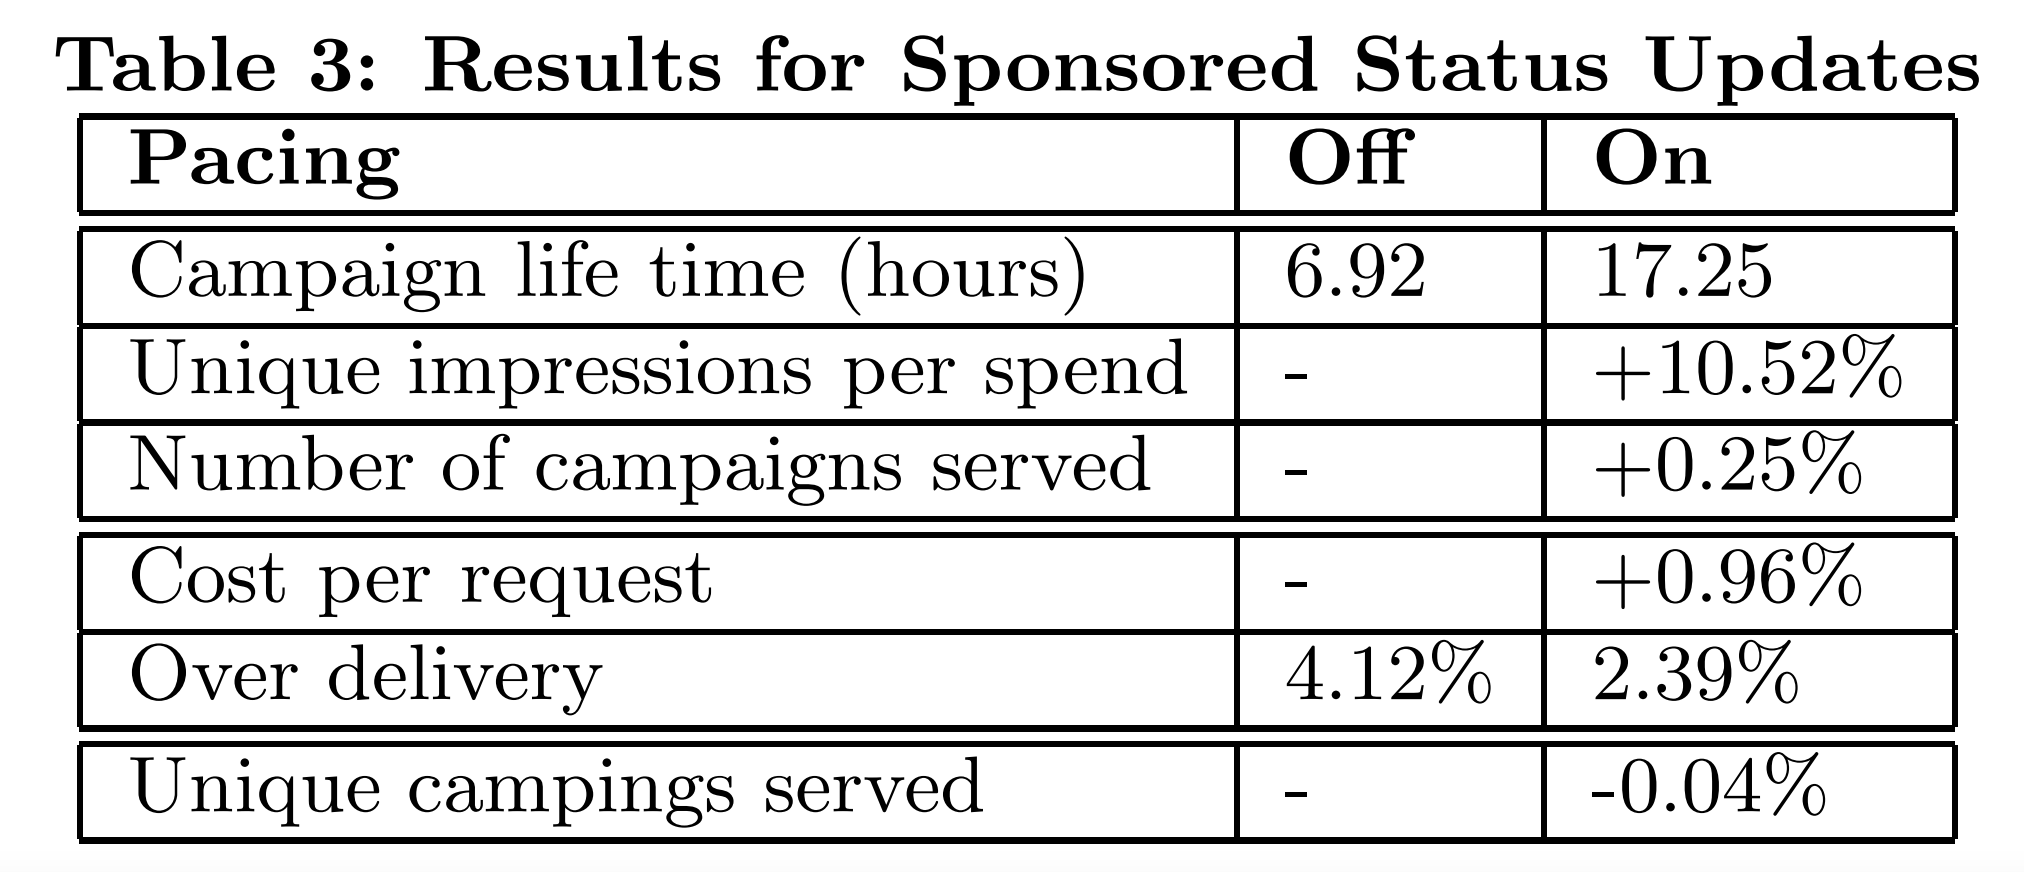 Table 3: Results for Sponsored Status Updates
Pacing Off On
Campaign life time (hours) 6.92 17.25
Unique impressions per spend - +10.52%
Number of campaigns served - +0.25%
Cost per request - +0.96%
Over delivery 4.12% 2.39%
Unique campings served - -0.04%